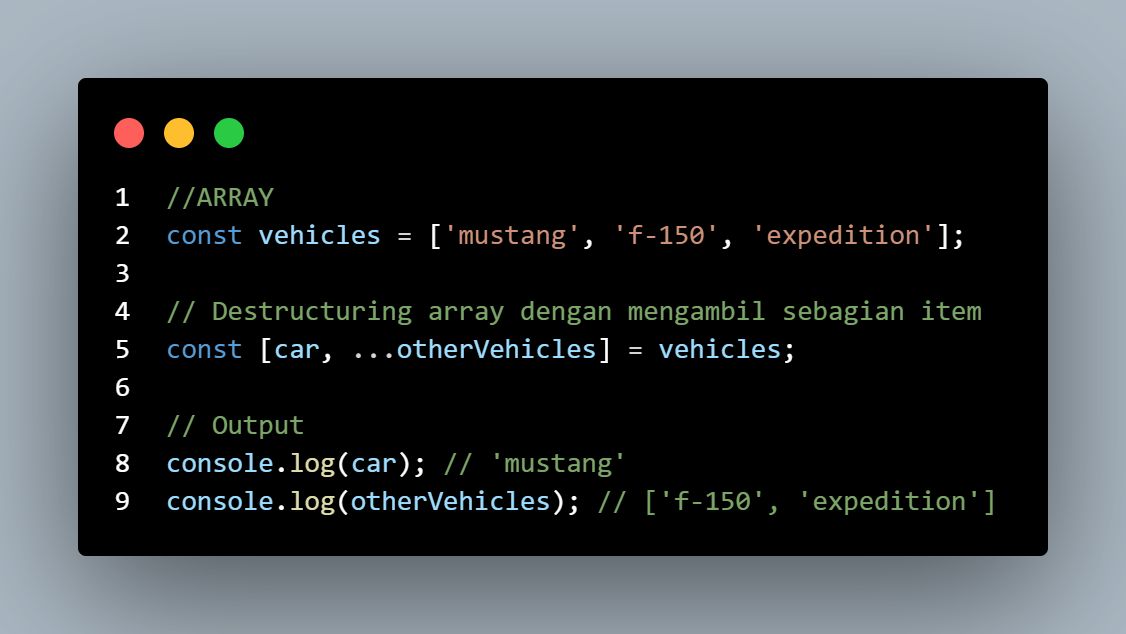 1 //ARRAY
2 const vehicles = ['mustang', 'f-150', 'expedition'];
3
4 // Destructuring array dengan mengambil sebagian item
5 const [car, ...otherVehicles] = vehicles;
6
7 // Output
8 console.log(car); // 'mustang'
9 console.log(otherVehicles); // ['f-150', 'expedition']